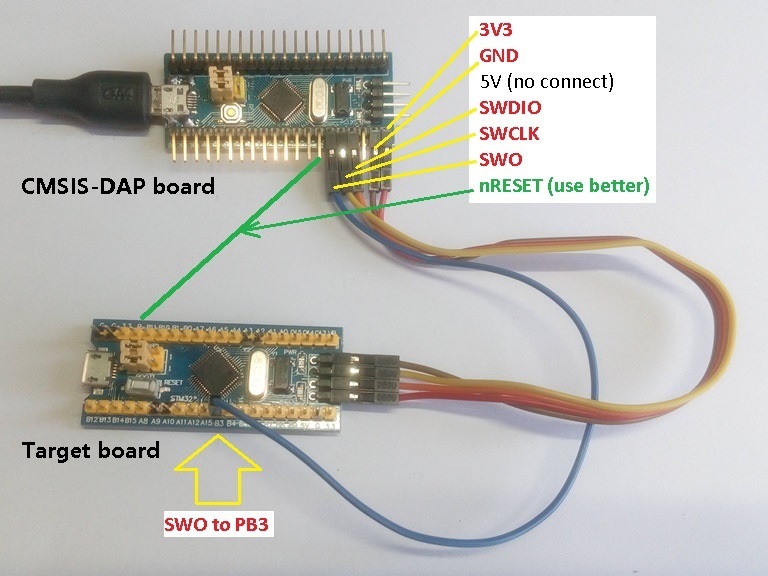 3V3
GND
5V (no connect)
SWDIO
SWCLK
SWO
nRESET (use better)
CMSIS-DAP board
RESET
PWR
STM32
B12 B13 B14 B15 A8 A9 A10 A11 A12 A15 B3 B4
Target board
SWO to PB3